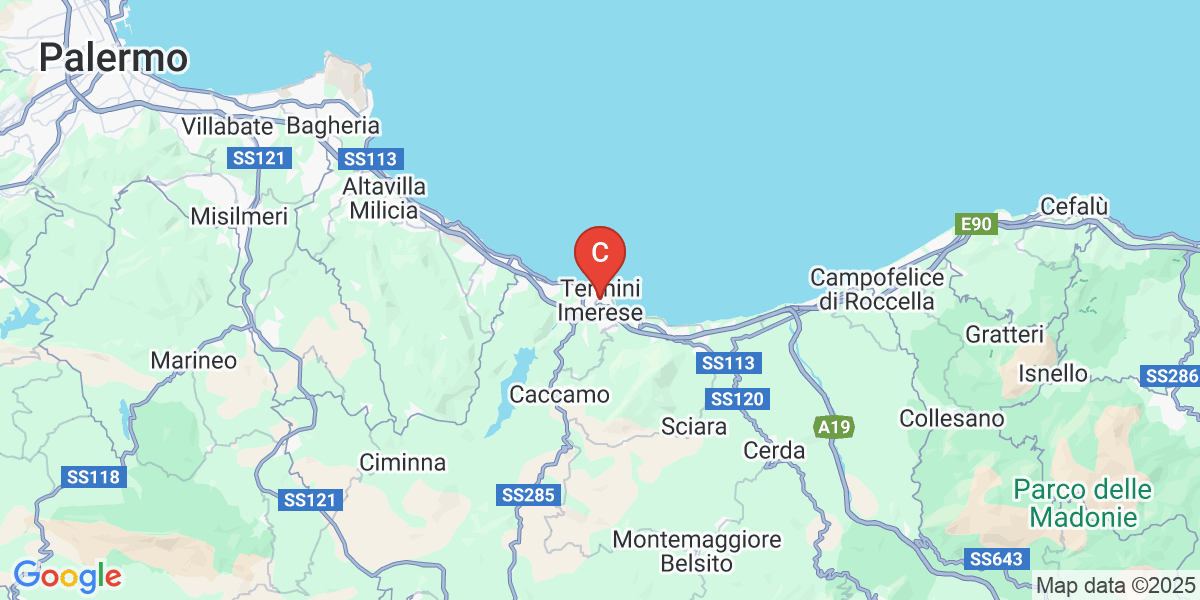 Palermo
Villabate
Bagheria
SS121
SS113
Altavilla
Milicia
Misilmeri
Cefalù
E90
C
Termini
Imerese
Campofelice
di Roccella
Gratteri
Marineo
SS113
Isnello
SS286
Caccamo
SS120
Collesano
Sciara
A19
Cerda
Ciminna
SS118
SS121
SS285
Parco delle
Madonie
Montemaggiore
Belsito
SS643
Google
Map data ©2025